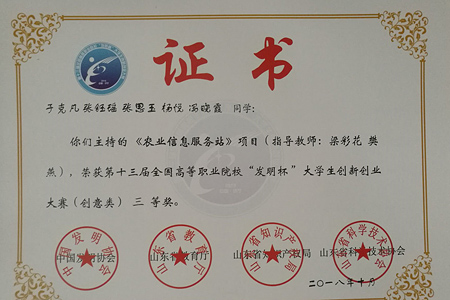 证书
于克凡 张钰瑶 张恩玉 杨悦 冯晓霞 同学:
你们主持的《农业信息服务站》项目(指导教师:梁彩花 樊
燕),荣获第十三届全国高等职业院校“发明杯”大学生创新创业
大赛(创意类) 三 等奖。
中国发明协会 山东省教育厅 山东省知识产权局 山东省科学技术协会
二〇一八年十月